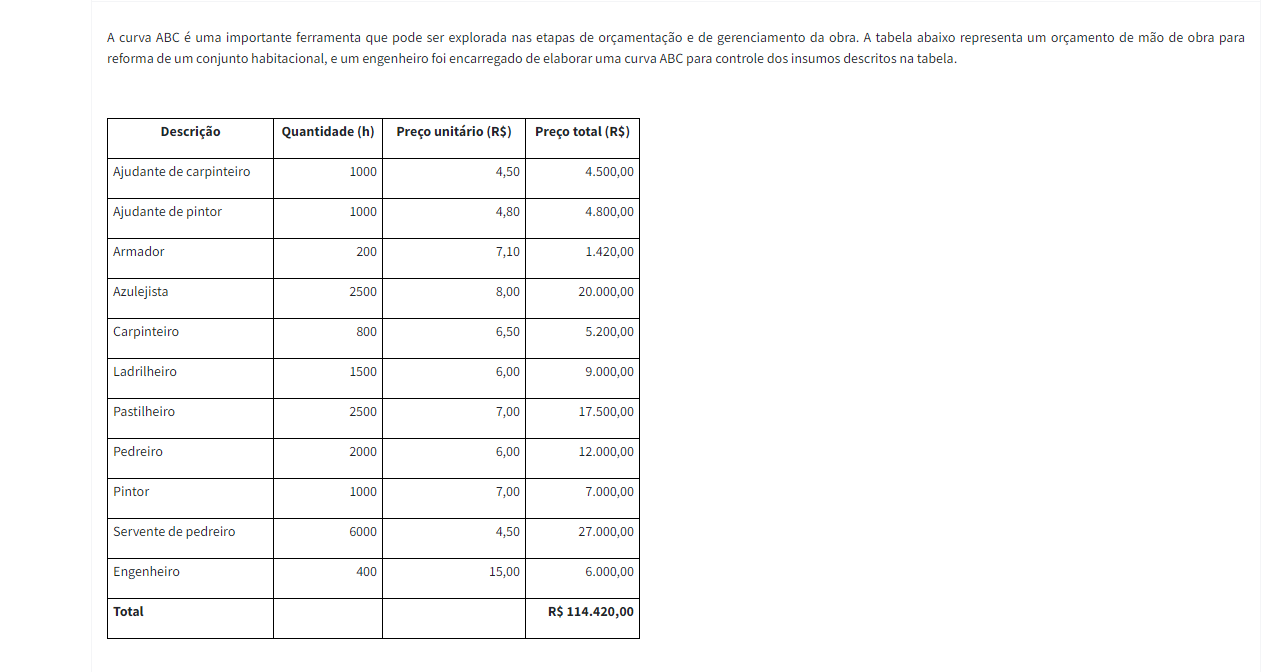 A curva ABC é uma importante ferramenta que pode ser explorada nas etapas de orçamentação e de gerenciamento da obra. A tabela abaixo representa um orçamento de mão de obra para
reforma de um conjunto habitacional, e um engenheiro foi encarregado de elaborar uma curva ABC para controle dos insumos descritos na tabela.
Descrição Quantidade (h) Preço unitário (R$) Preço total (R$)
Ajudante de carpinteiro 1000 4,50 4.500,00
Ajudante de pintor 1000 4,80 4.800,00
Armador 200 7,10 1.420,00
Azulejista 2500 8,00 20.000,00
Carpinteiro 800 6,50 5.200,00
Ladrilheiro 1500 6,00 9.000,00
Pastilheiro 2500 7,00 17.500,00
Pedreiro 2000 6,00 12.000,00
Pintor 1000 7,00 7.000,00
Servente de pedreiro 6000 4,50 27.000,00
Engenheiro 400 15,00 6.000,00
Total R$ 114.420,00